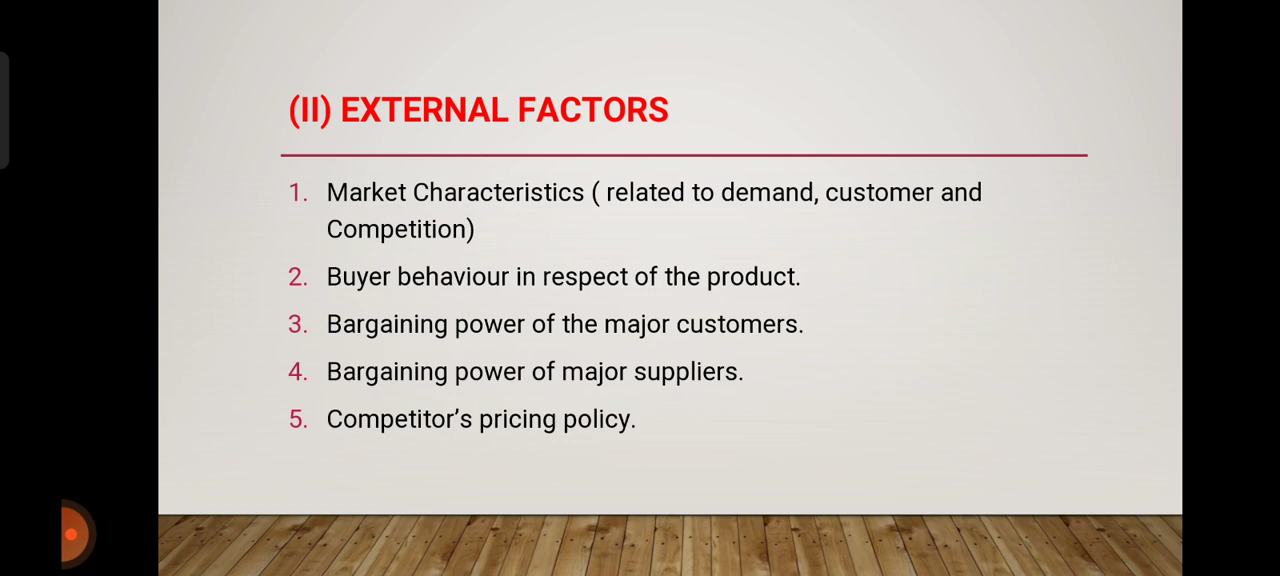 (II) EXTERNAL FACTORS
1. Market Characteristics ( related to demand, customer and
Competition)
2. Buyer behaviour in respect of the product.
3. Bargaining power of the major customers.
4. Bargaining power of major suppliers.
5. Competitor’s pricing policy.